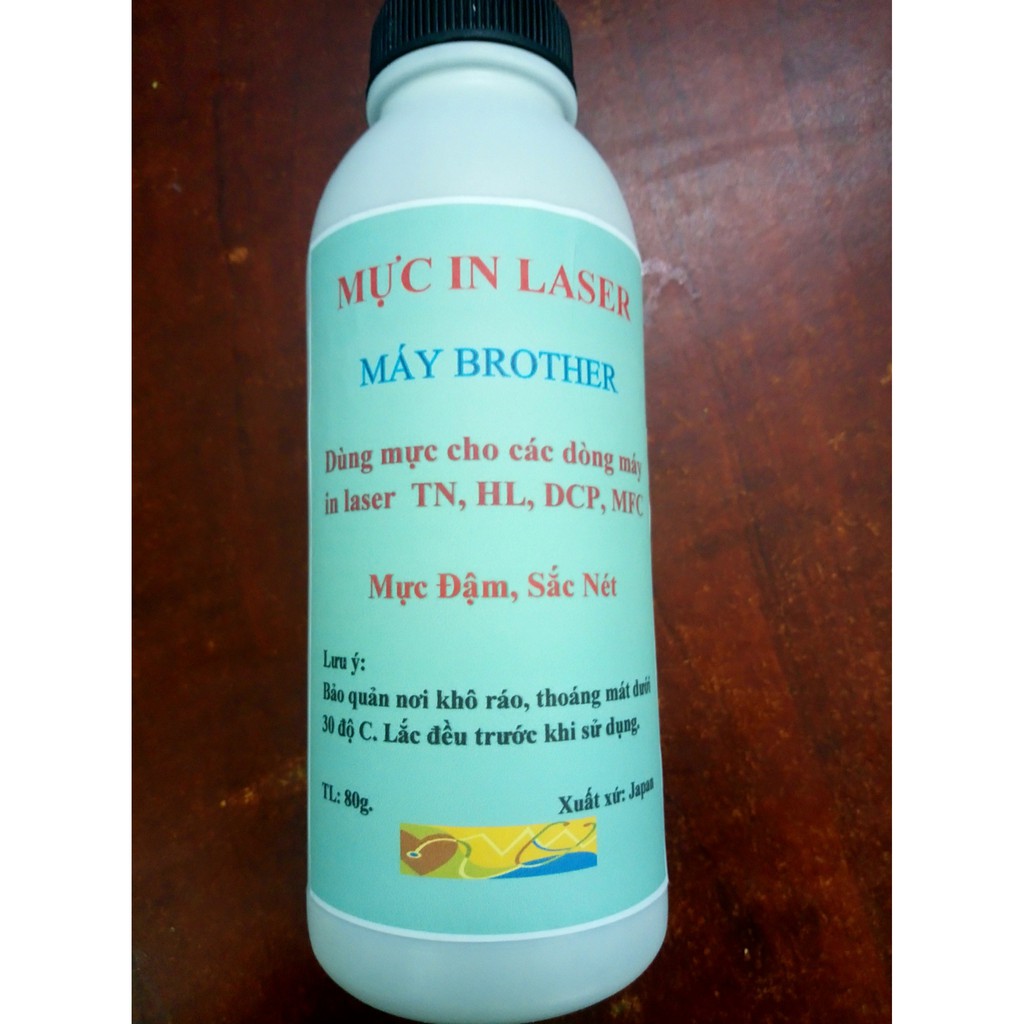 MỰC IN LASER
MÁY BROTHER
Dùng mực cho các dòng máy
in laser TN, HL, DCP, MFC
Mực Đậm, Sắc Nét
Lưu ý:
Bảo quản nơi khô ráo, thoáng mát dưới
30 độ C. Lắc đều trước khi sử dụng.
TL: 80g.
Xuất xứ: Japan